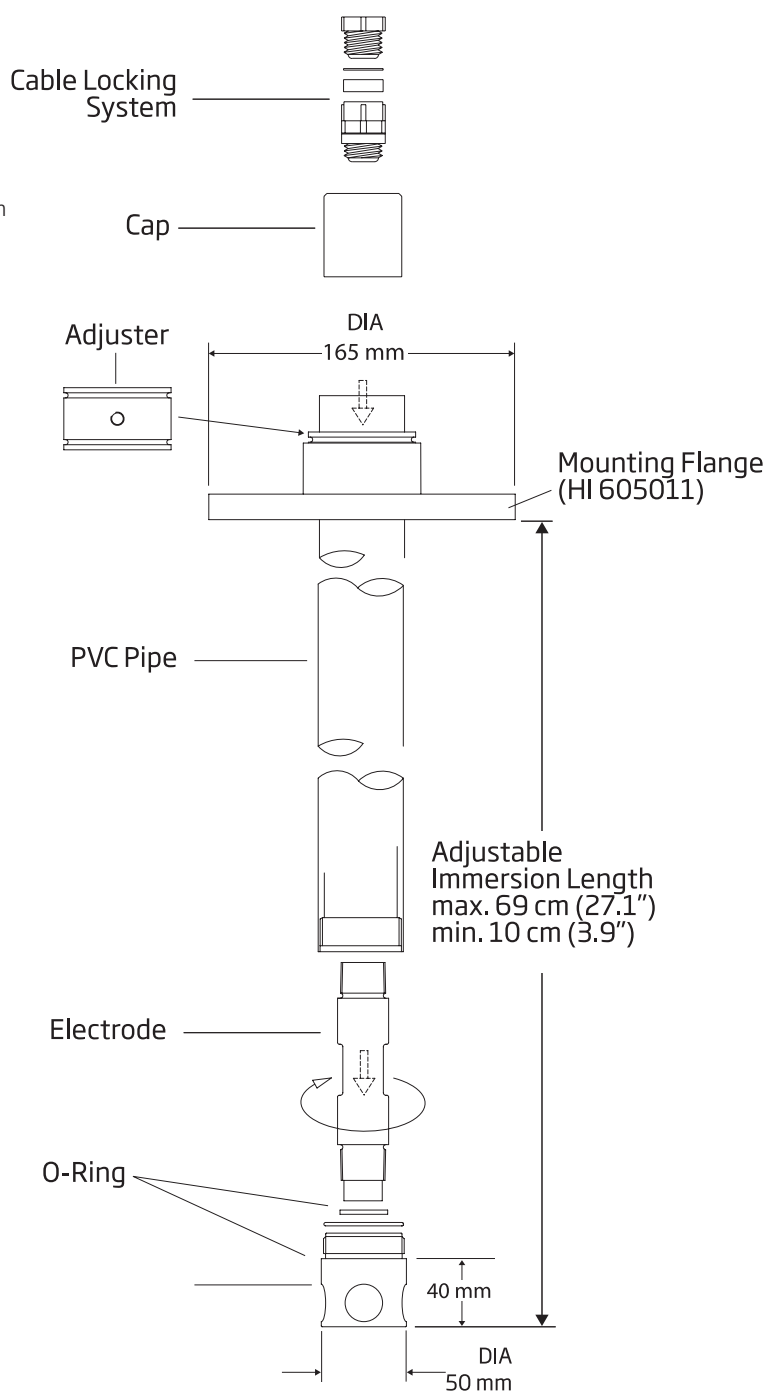 Cable Locking
System
n
Cap
Adjuster
DIA
165 mm
Mounting Flange
(HI 605011)
PVC Pipe
Adjustable
Immersion Length
max. 69 cm (27.1”)
min. 10 cm (3.9”)
Electrode
O-Ring
40 mm
DIA
50 mm